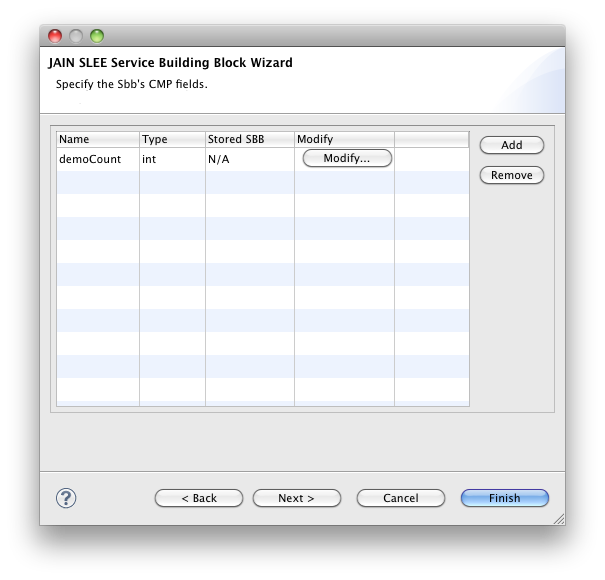 JAIN SLEE Service Building Block Wizard
Specify the Sbb's CMP fields.
Name Type Stored SBB Modify
demoCount int N/A Modify...
Add
Remove
? < Back Next > Cancel Finish